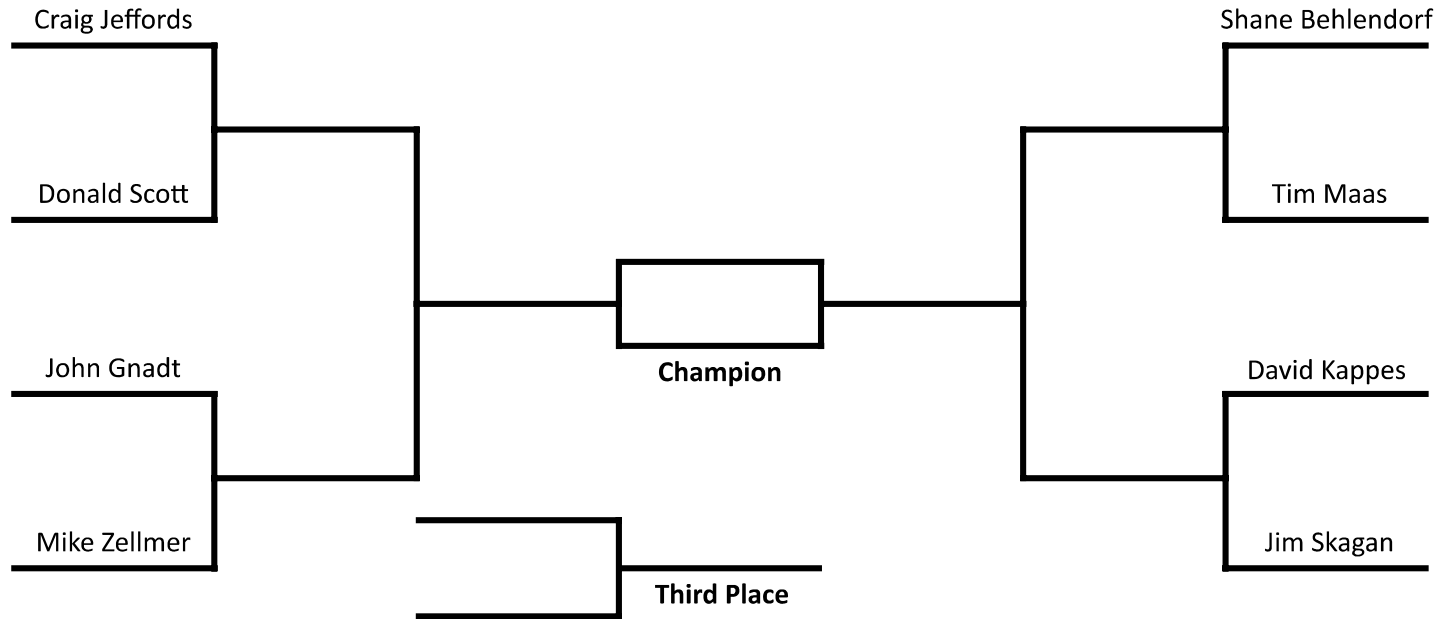 Craig Jeffords
Shane Behlendorf
Donald Scott
Tim Maas
Champion
John Gnadt
David Kappes
Mike Zellmer
Jim Skagan
Third Place